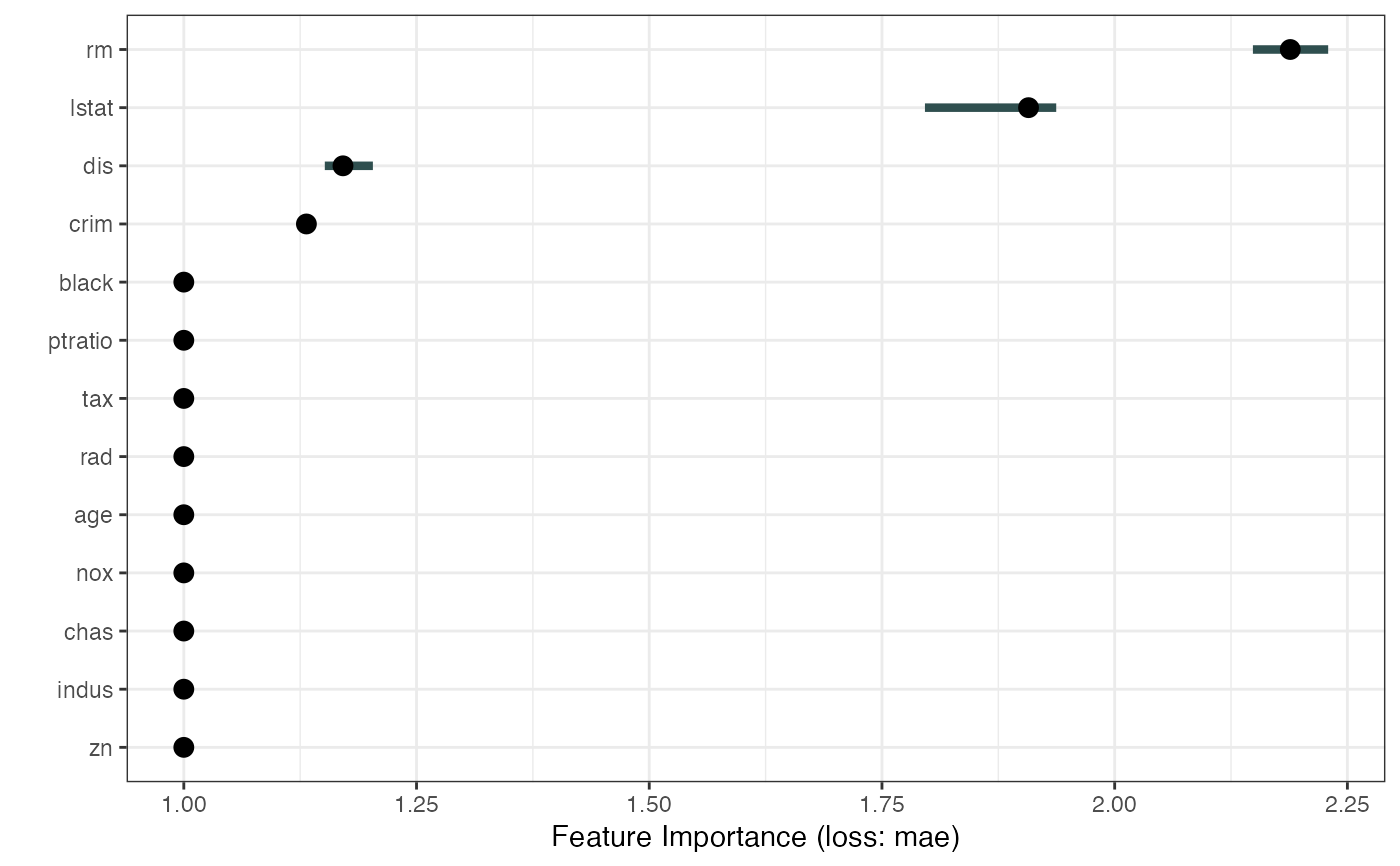 rm
lstat
dis
crim
black
ptratio
tax
rad
age
nox
chas
indus
zn
1.00 1.25 1.50 1.75 2.00 2.25
Feature Importance (loss: mae)